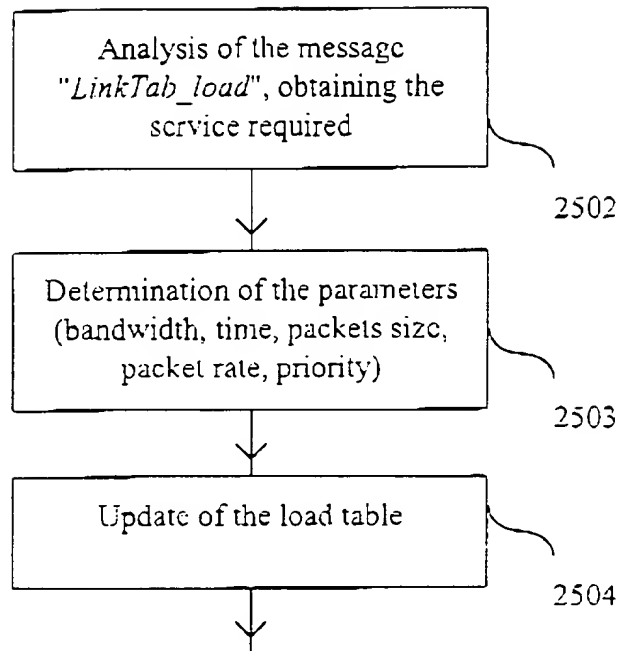 Analysis of the message
"LinkTab_load", obtaining the
service required
2502
Determination of the parameters
(bandwidth, time, packets size,
packet rate, priority)
2503
Update of the load table
2504